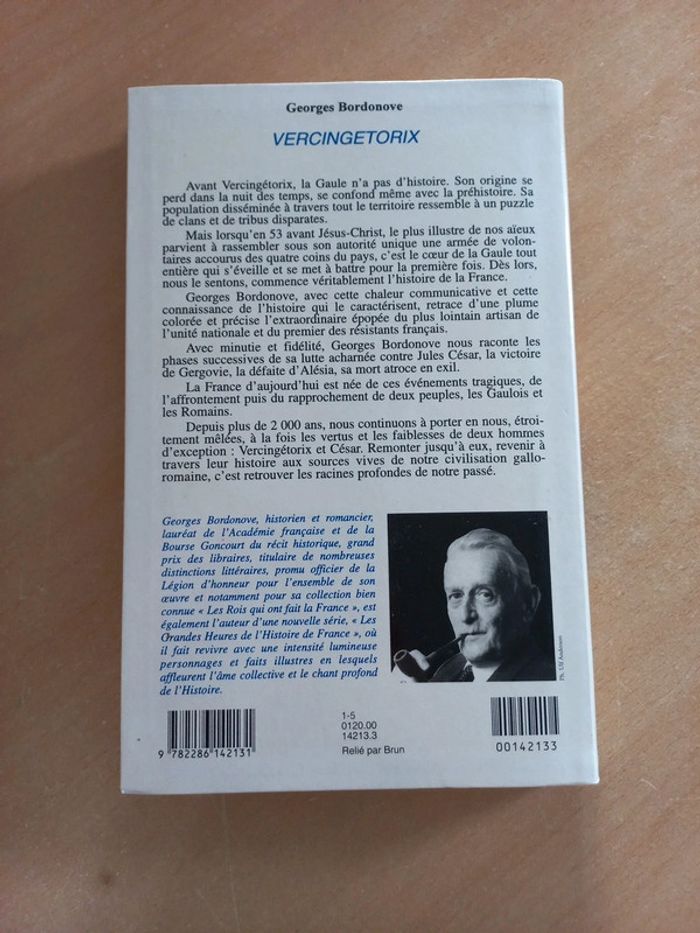 Georges Bordonove
VERCINGETORIX
Avant Vercingétorix, la Gaule n'a pas d'histoire. Son origine se
perd dans la nuit des temps, se confond même avec la préhistoire. Sa
population disséminée à travers tout le territoire ressemble à un puzzle
de clans et de tribus disparates.
Mais lorsqu'en 53 avant Jésus-Christ, le plus illustre de nos aïeux
parvient à rassembler sous son autorité unique une armée de volon-
taires accourus des quatre coins du pays, c'est le cœur de la Gaule tout
entière qui s'éveille et se met à battre pour la première fois. Dès lors,
nous le sentons, commence véritablement l'histoire de la France.
Georges Bordonove, avec cette chaleur communicative et cette
connaissance de l'histoire qui le caractérisent, retrace d'une plume
colorée et précise l'extraordinaire épopée du plus lointain artisan de
l'unité nationale et du premier des résistants français.
Avec minutie et fidélité, Georges Bordonove nous raconte les
phases successives de sa lutte acharnée contre Jules César, la victoire
de Gergovie, la défaite d'Alésia, sa mort atroce en exil.
La France d'aujourd'hui est née de ces événements tragiques, de
l'affrontement puis du rapprochement de deux peuples, les Gaulois et
les Romains.
Depuis plus de 2 000 ans, nous continuons à porter en nous, étroi-
tement mêlées, à la fois les vertus et les faiblesses de deux hommes
d'exception : Vercingétorix et César. Remonter jusqu'à eux, revenir à
travers leur histoire aux sources vives de notre civilisation gallo-
romaine, c'est retrouver les racines profondes de notre passé.
Georges Bordonove, historien et romancier,
lauréat de l'Académie française et de la
Bourse Goncourt du récit historique, grand
prix des libraires, titulaire de nombreuses
distinctions littéraires, promu officier de la
Légion d'honneur pour l'ensemble de son
œuvre et notamment pour sa collection bien
connue « Les Rois qui ont fait la France », est
également l'auteur d'une nouvelle série, « Les
Grandes Heures de l'Histoire de France », où
il fait revivre avec une intensité lumineuse
personnages et faits illustres en lesquels
affleurent l'âme collective et le chant profond
de l'Histoire.
Ph. Ulf Andersen
9 782286 142131
1-5
0120.00
14213.3
Relié par Brun
00142133